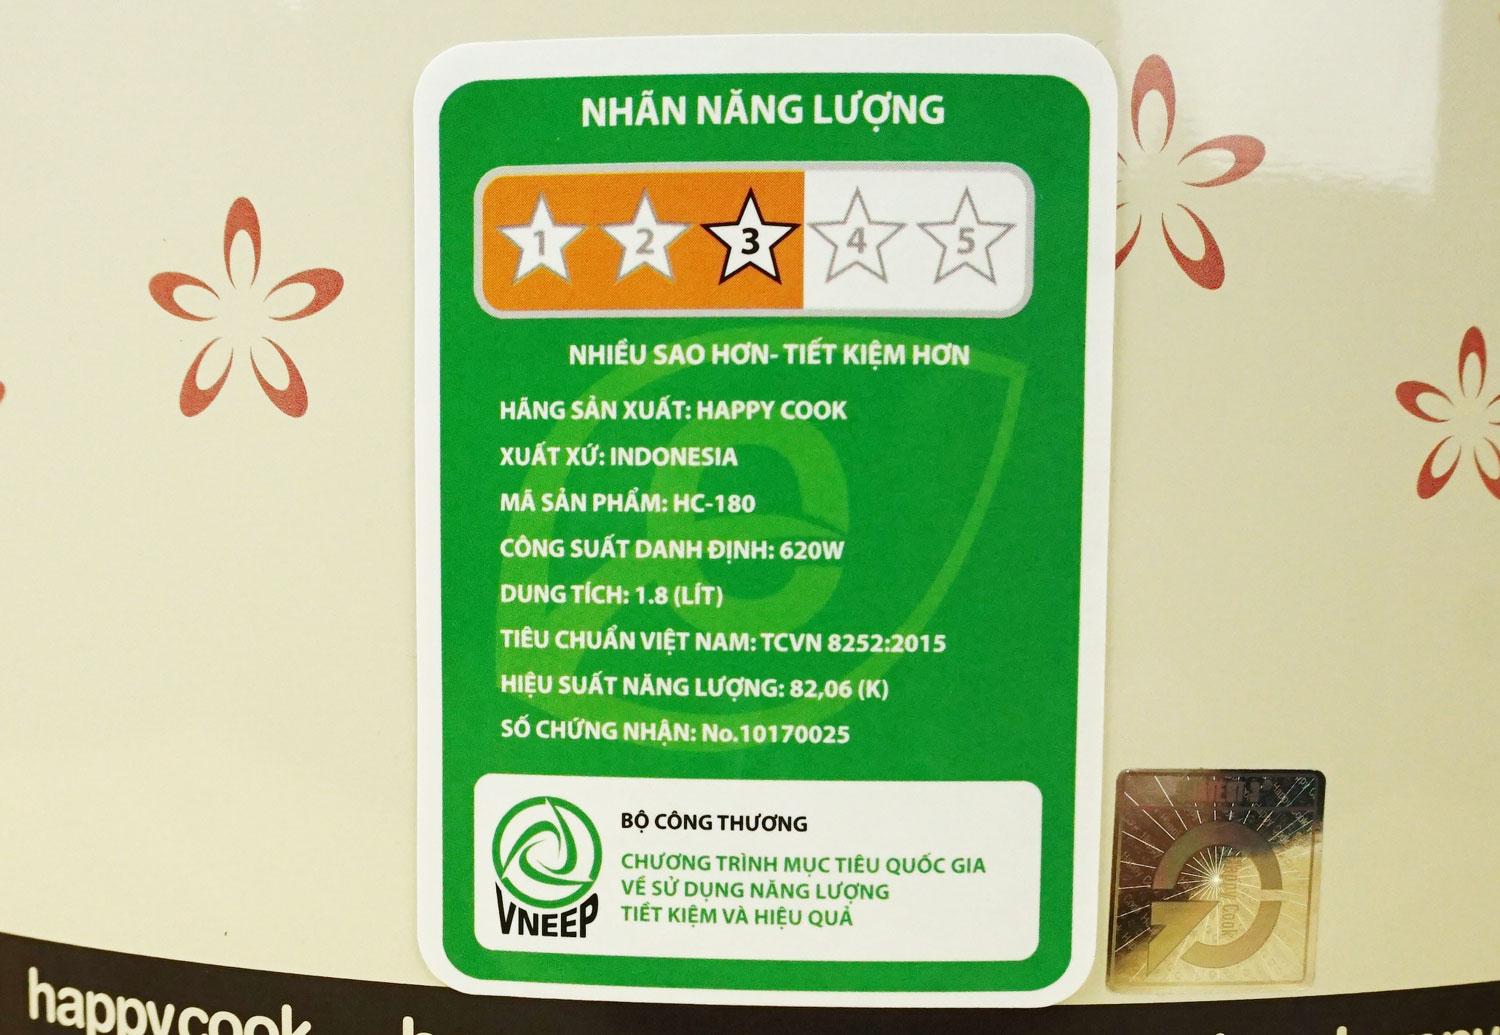 NHÃN NĂNG LƯỢNG
1 2 3 4 5
NHIỀU SAO HƠN- TIẾT KIỆM HƠN
HÃNG SẢN XUẤT: HAPPY COOK
XUẤT XỨ: INDONESIA
MÃ SẢN PHẨM: HC-180
CÔNG SUẤT DANH ĐỊNH: 620W
DUNG TÍCH: 1.8 (LÍT)
TIÊU CHUẨN VIỆT NAM: TCVN 8252:2015
HIỆU SUẤT NĂNG LƯỢNG: 82,06 (K)
SỐ CHỨNG NHẬN: No.10170025
BỘ CÔNG THƯƠNG
CHƯƠNG TRÌNH MỤC TIÊU QUỐC GIA
VỀ SỬ DỤNG NĂNG LƯỢNG
TIẾT KIỆM VÀ HIỆU QUẢ
VNEEP
Happy Cook
happycook